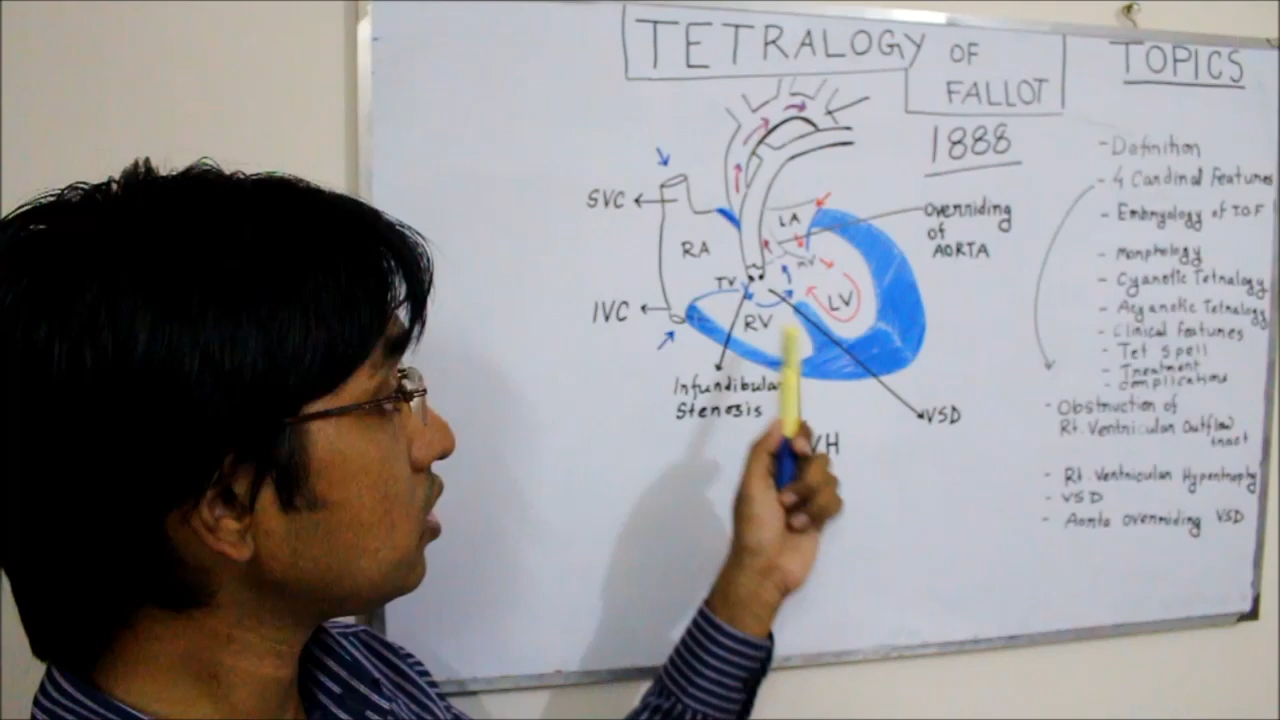 TETRALOGY OF FALLOT
1888
SVC
RA
LA
Overriding
of
AORTA
TV
MV
IVC
RV
LV
Infundibular
Stenosis
VSD
VH
TOPICS
- Definition
- 4 Cardinal Features
- Embryology of T.O.F
- Morphology
- Cyanotic Tetralogy
- Acyanotic Tetralogy
- Clinical features
- Tet spell
- Treatment
- Complications
- Obstruction of
Rt. Ventricular Outflow
tract
- Rt. Ventricular Hypertrophy
- VSD
- Aorta overriding VSD